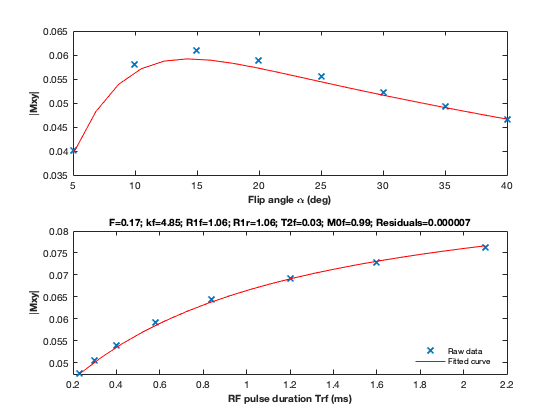 0.065
0.06
0.055
0.05
0.045
0.04
0.035
|Mxy|
5 10 15 20 25 30 35 40
Flip angle α (deg)
F=0.17; kf=4.85; R1f=1.06; R1r=1.06; T2f=0.03; M0f=0.99; Residuals=0.000007
0.08
0.075
0.07
0.065
0.06
0.055
0.05
|Mxy|
Raw data
Fitted curve
0.2 0.4 0.6 0.8 1 1.2 1.4 1.6 1.8 2 2.2
RF pulse duration Trf (ms)